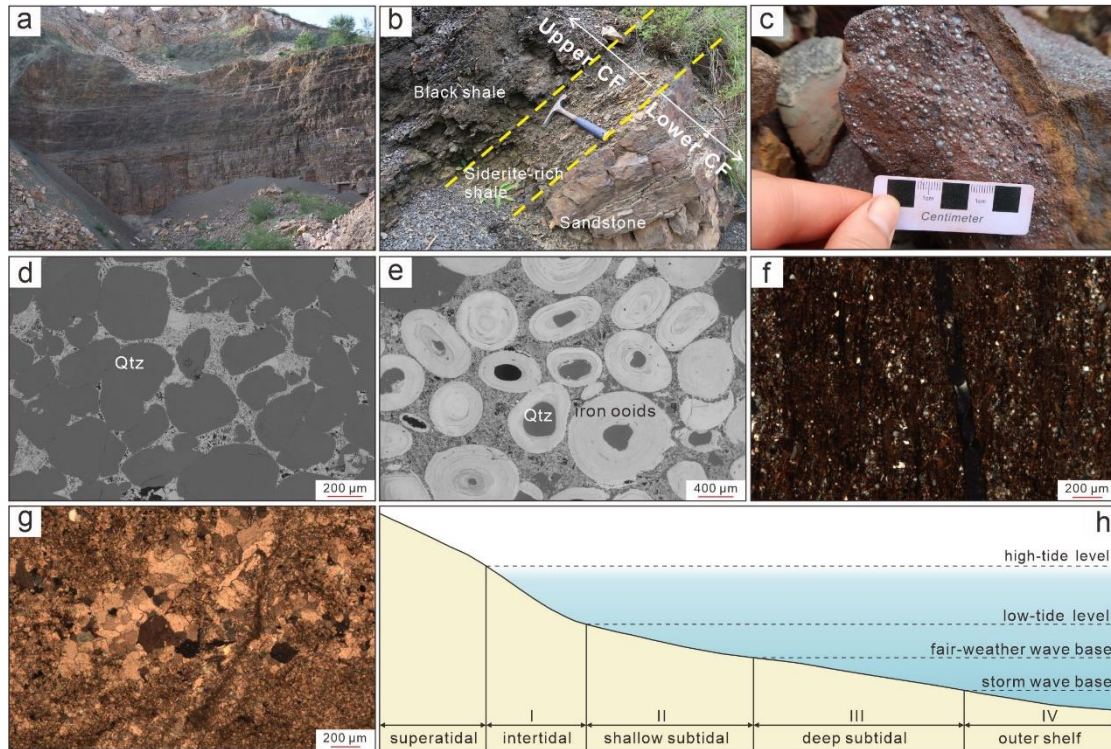 a
b
Upper CF
Lower CF
Black shale
Siderite-rich
shale
Sandstone
c
1cm
1cm
Centimeter
d
Qtz
200 μm
e
Qtz
iron ooids
400 μm
f
200 μm
g
200 μm
h
high-tide level
low-tide level
fair-weather wave base
storm wave base
I
II
III
IV
superatidal
intertidal
shallow subtidal
deep subtidal
outer shelf